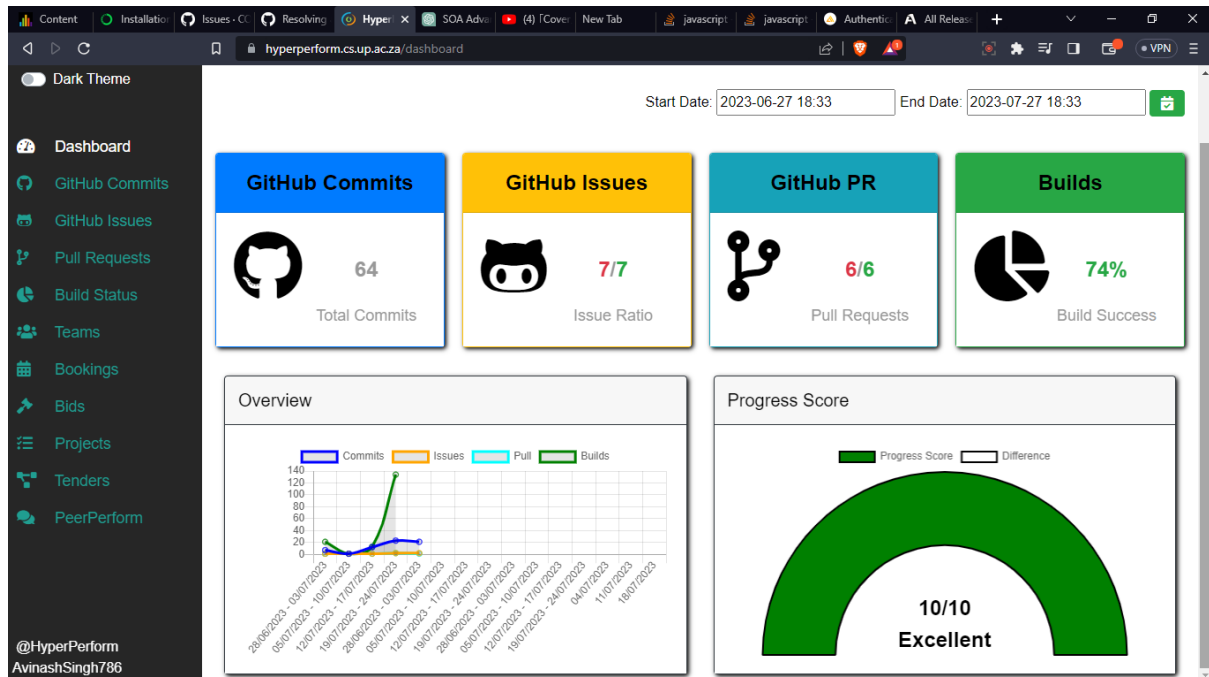 Content
Installation
Issues · CC
Resolving
Hyper
SOA Adva
(4) 『Cover
New Tab
javascript
javascript
Authentica
All Release
hyperperform.cs.up.ac.za/dashboard
VPN
Dark Theme
Start Date: 2023-06-27 18:33 End Date: 2023-07-27 18:33
Dashboard
GitHub Commits
GitHub Issues
Pull Requests
Build Status
Teams
Bookings
Bids
Projects
Tenders
PeerPerform
@HyperPerform
AvinashSingh786
GitHub Commits
64
Total Commits
GitHub Issues
7/7
Issue Ratio
GitHub PR
6/6
Pull Requests
Builds
74%
Build Success
Overview
Commits Issues Pull Builds
140
120
100
80
60
40
20
0
28/06/2023 - 03/07/2023
05/07/2023 - 10/07/2023
12/07/2023 - 17/07/2023
19/07/2023 - 24/07/2023
28/06/2023 - 03/07/2023
05/07/2023 - 10/07/2023
12/07/2023 - 17/07/2023
19/07/2023 - 24/07/2023
28/06/2023 - 03/07/2023
05/07/2023 - 10/07/2023
12/07/2023 - 17/07/2023
19/07/2023 - 24/07/2023
04/07/2023
11/07/2023
18/07/2023
Progress Score
Progress Score Difference
10/10
Excellent